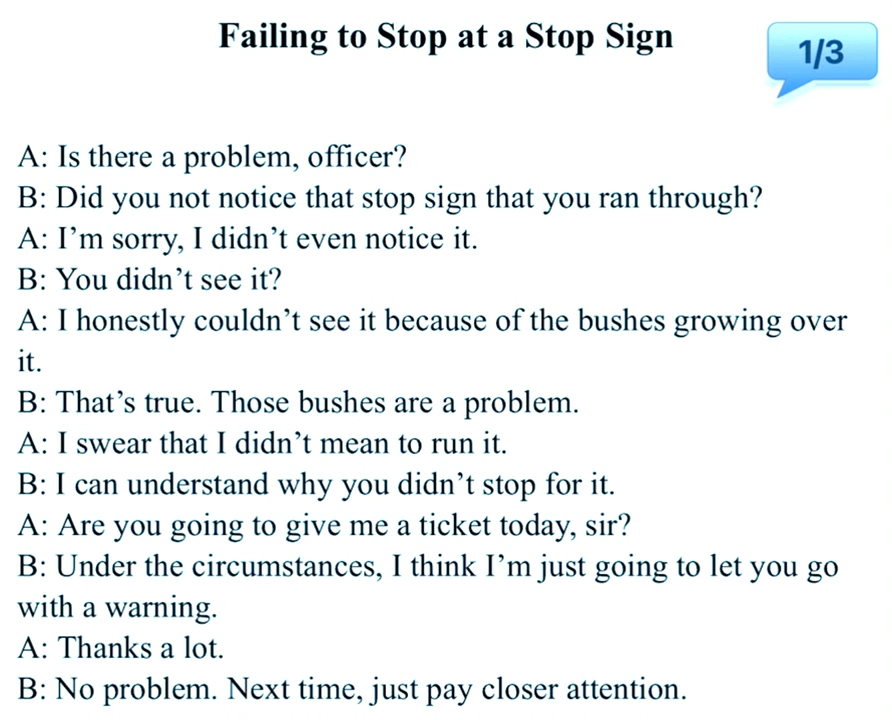 Failing to Stop at a Stop Sign
1/3
A: Is there a problem, officer?
B: Did you not notice that stop sign that you ran through?
A: I’m sorry, I didn’t even notice it.
B: You didn’t see it?
A: I honestly couldn’t see it because of the bushes growing over
it.
B: That’s true. Those bushes are a problem.
A: I swear that I didn’t mean to run it.
B: I can understand why you didn’t stop for it.
A: Are you going to give me a ticket today, sir?
B: Under the circumstances, I think I’m just going to let you go
with a warning.
A: Thanks a lot.
B: No problem. Next time, just pay closer attention.